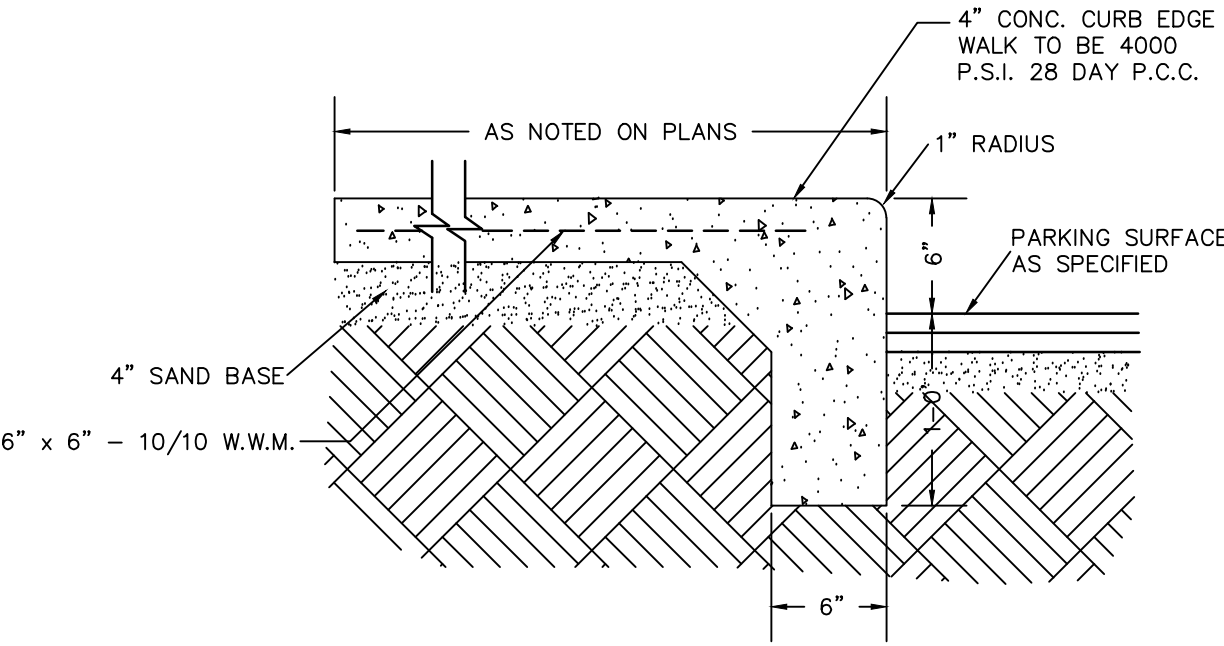 4" CONC. CURB EDGE
WALK TO BE 4000
P.S.I. 28 DAY P.C.C.
AS NOTED ON PLANS
1" RADIUS
6"
PARKING SURFACE
AS SPECIFIED
4" SAND BASE
1'-0"
6" x 6" - 10/10 W.W.M.
6"